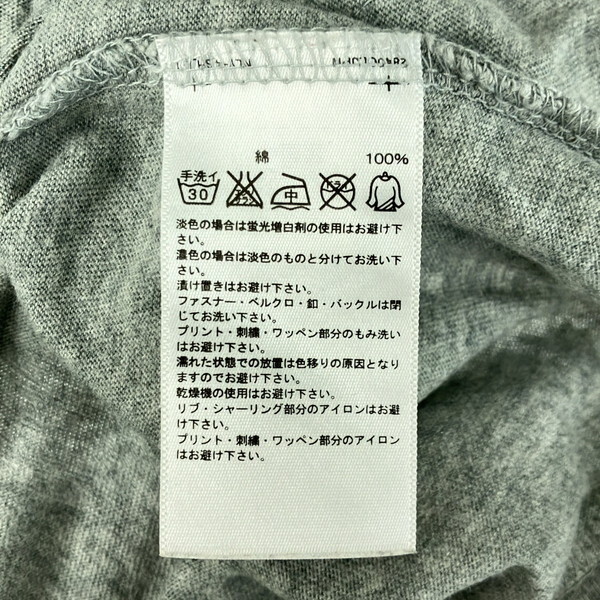 綿 100%
手洗イ
30 エンソサラシ 中 ドライ
淡色の場合は蛍光増白剤の使用はお避け下
さい。
濃色の場合は淡色のものと分けてお洗い下
さい。
漬け置きはお避け下さい。
ファスナー・ベルクロ・釦・バックルは閉
じてお洗い下さい。
プリント・刺繍・ワッペン部分のもみ洗い
はお避け下さい。
濡れた状態での放置は色移りの原因となり
ますのでお避け下さい。
乾燥機の使用はお避け下さい。
リブ・シャーリング部分のアイロンはお避
け下さい。
プリント・刺繍・ワッペン部分のアイロン
はお避け下さい。